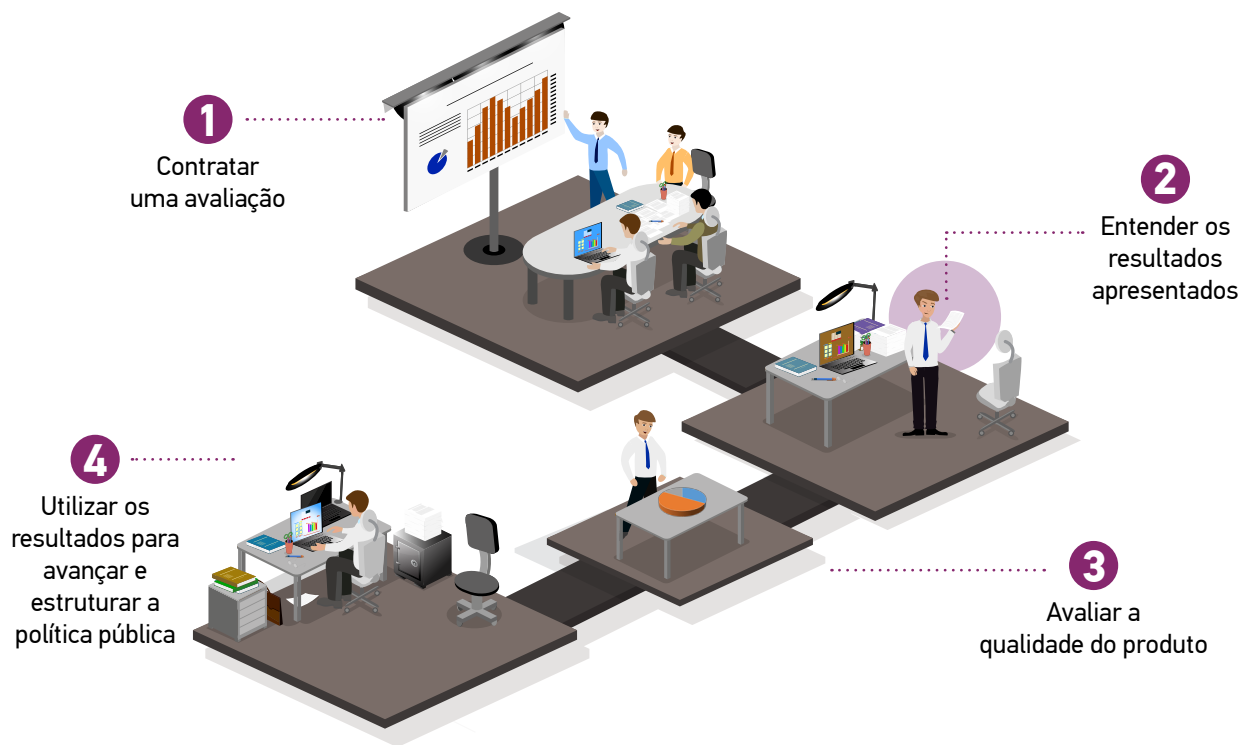 1
Contratar
uma avaliação
2
Entender os
resultados
apresentados
3
Avaliar a
qualidade do produto
4
Utilizar os
resultados para
avançar e
estruturar a
política pública